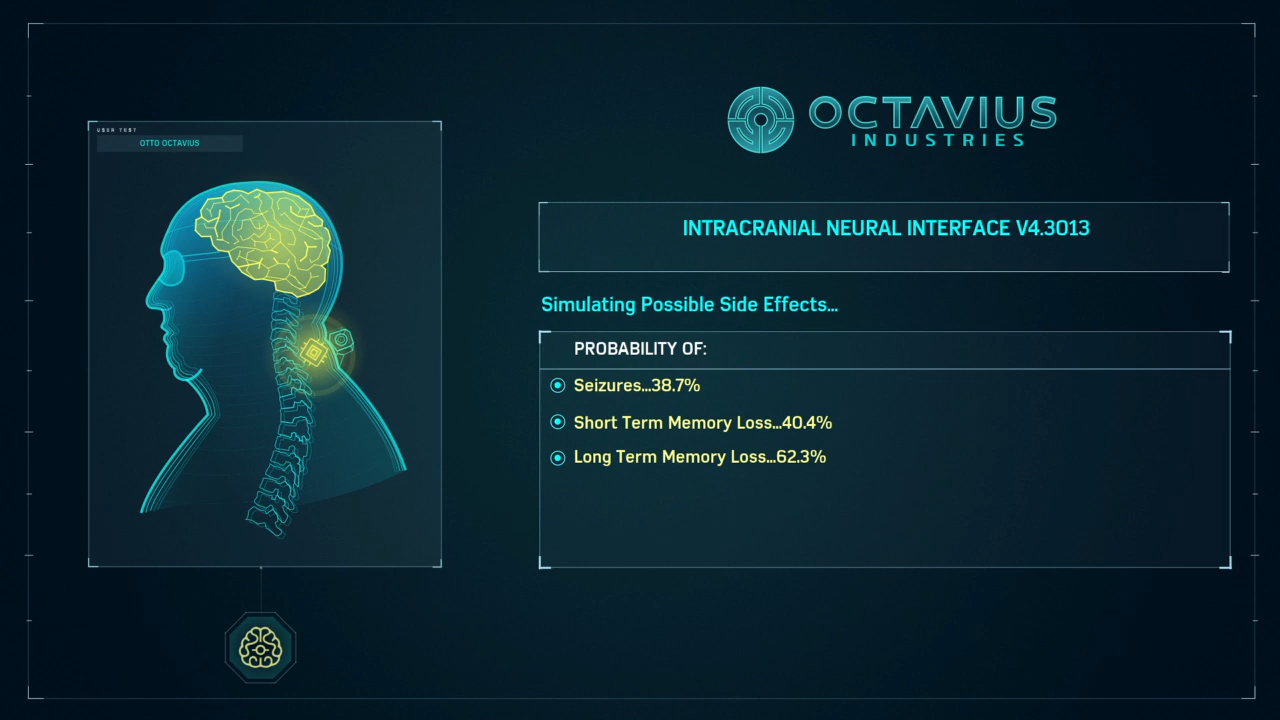 USER TEST
OTTO OCTAVIUS
OCTAVIUS
INDUSTRIES
INTRACRANIAL NEURAL INTERFACE V4.3013
Simulating Possible Side Effects...
PROBABILITY OF:
Seizures...38.7%
Short Term Memory Loss...40.4%
Long Term Memory Loss...62.3%